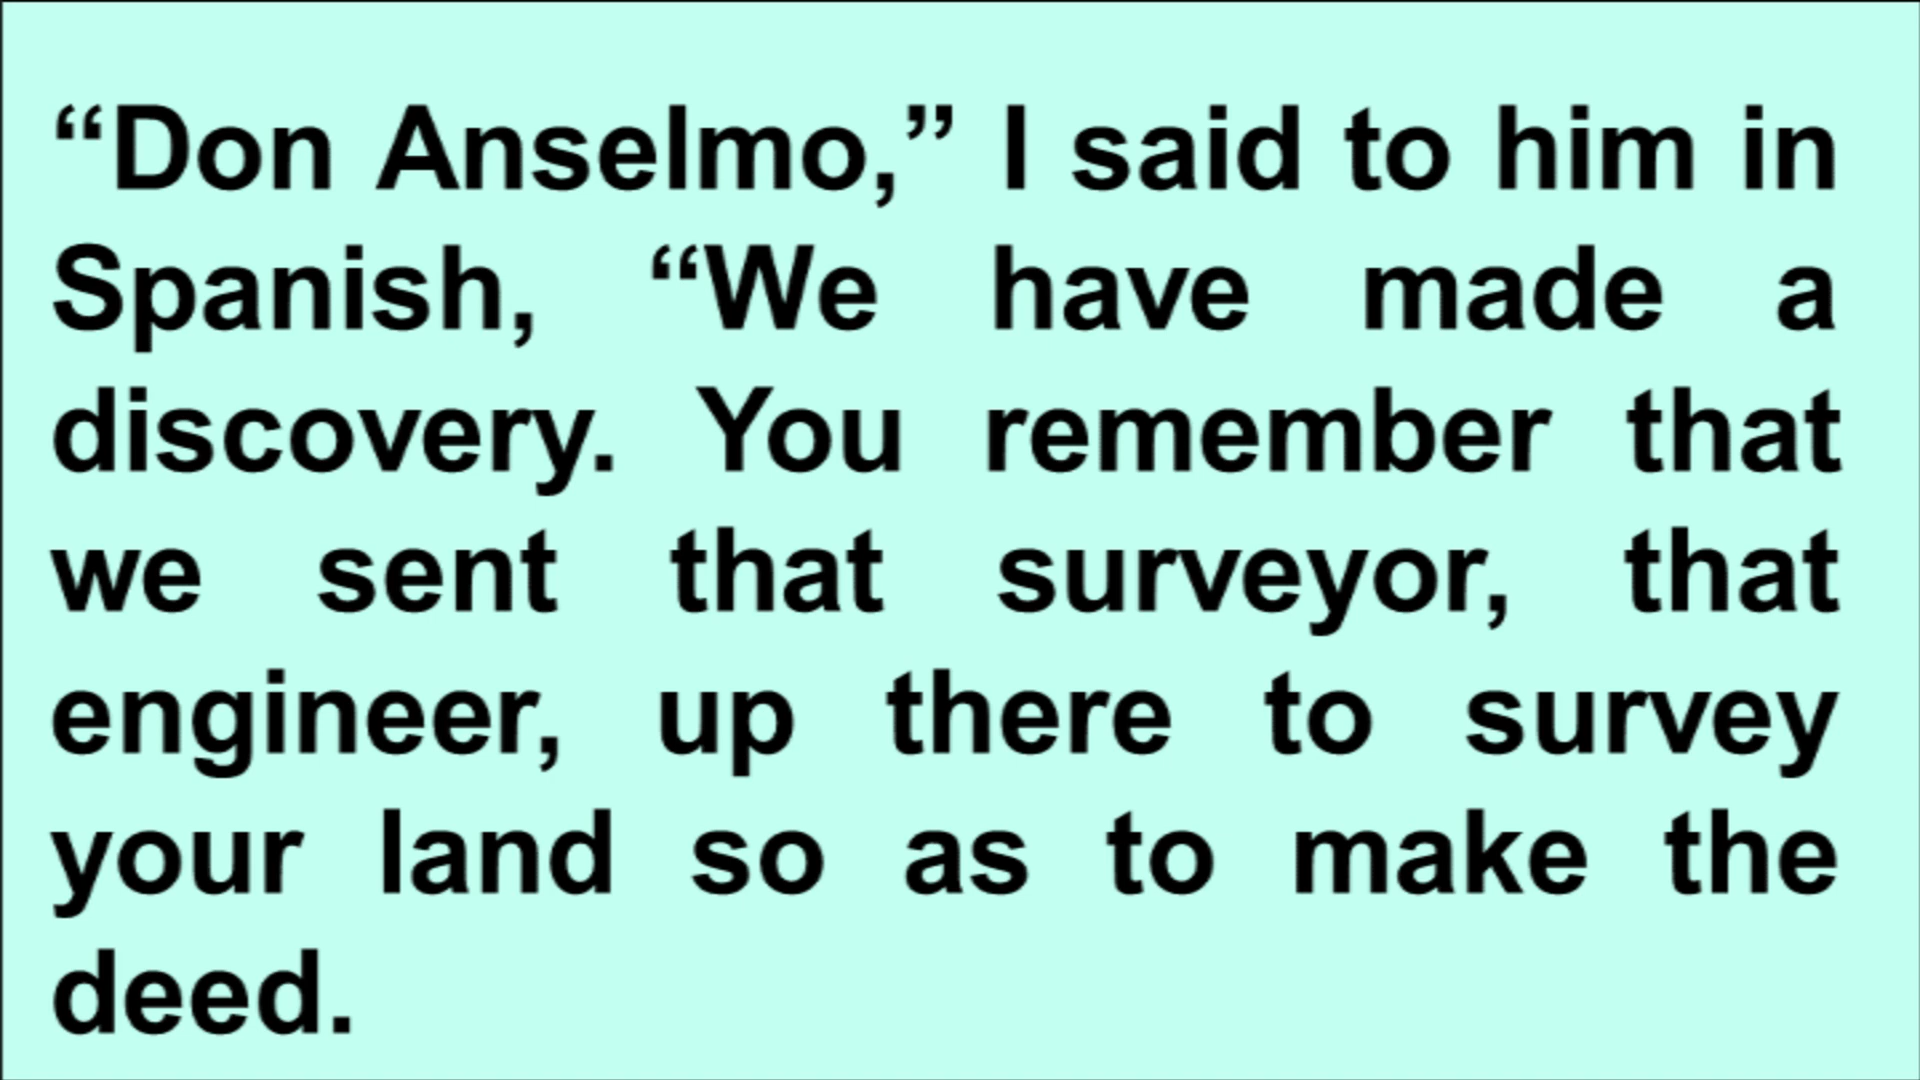 “Don Anselmo,” I said to him in
Spanish, “We have made a
discovery. You remember that
we sent that surveyor, that
engineer, up there to survey
your land so as to make the
deed.